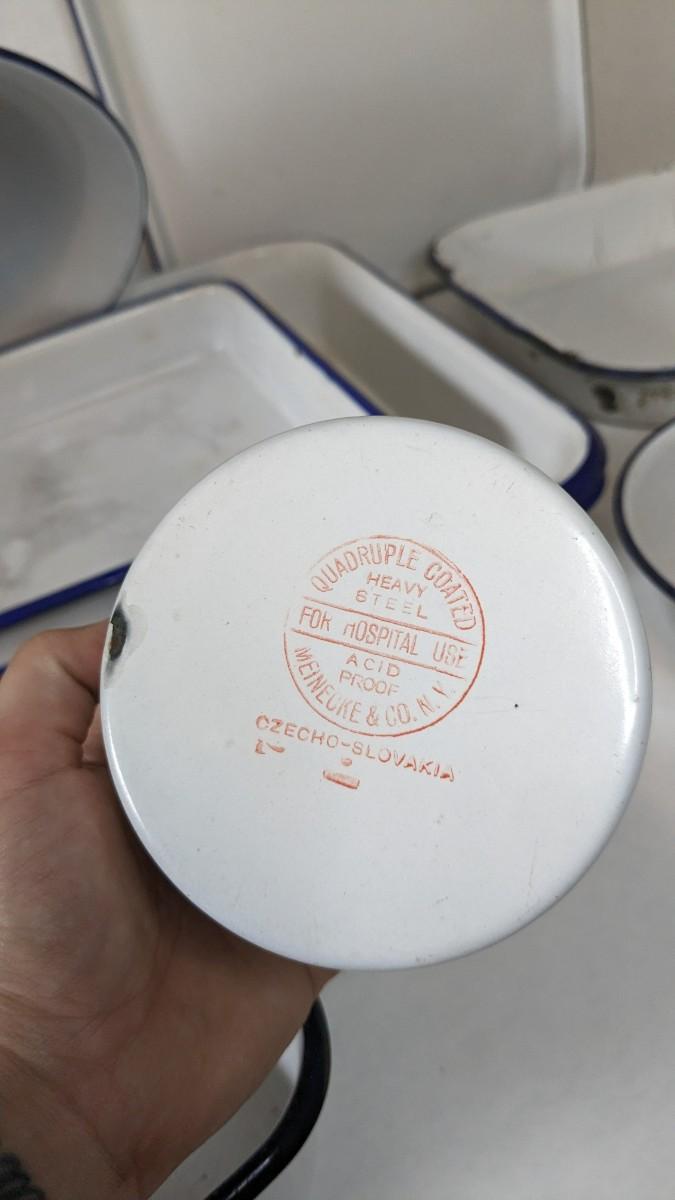 QUADRUPLE COATED
HEAVY
STEEL
FOR HOSPITAL USE
ACID
PROOF
MEINECKE & CO. N. Y.
CZECHO-SLOVAKIA